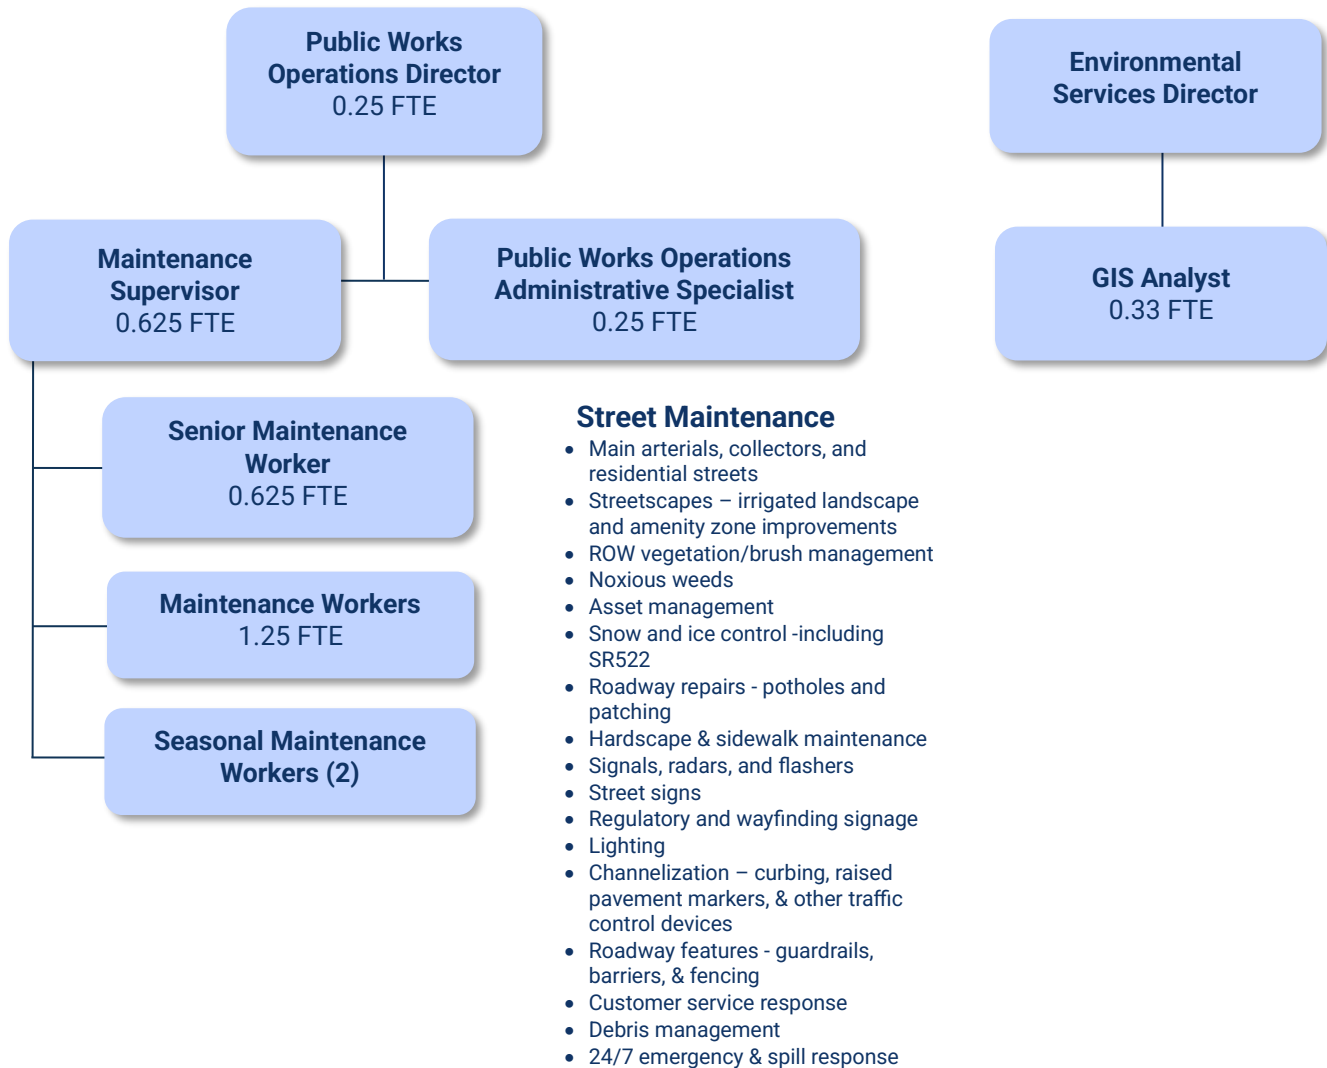 Public Works
Operations Director
0.25 FTE
Environmental
Services Director
Maintenance
Supervisor
0.625 FTE
Public Works Operations
Administrative Specialist
0.25 FTE
GIS Analyst
0.33 FTE
Senior Maintenance
Worker
0.625 FTE
Maintenance Workers
1.25 FTE
Seasonal Maintenance
Workers (2)
Street Maintenance
• Main arterials, collectors, and
residential streets
• Streetscapes – irrigated landscape
and amenity zone improvements
• ROW vegetation/brush management
• Noxious weeds
• Asset management
• Snow and ice control -including
SR522
• Roadway repairs - potholes and
patching
• Hardscape & sidewalk maintenance
• Signals, radars, and flashers
• Street signs
• Regulatory and wayfinding signage
• Lighting
• Channelization – curbing, raised
pavement markers, & other traffic
control devices
• Roadway features - guardrails,
barriers, & fencing
• Customer service response
• Debris management
• 24/7 emergency & spill response